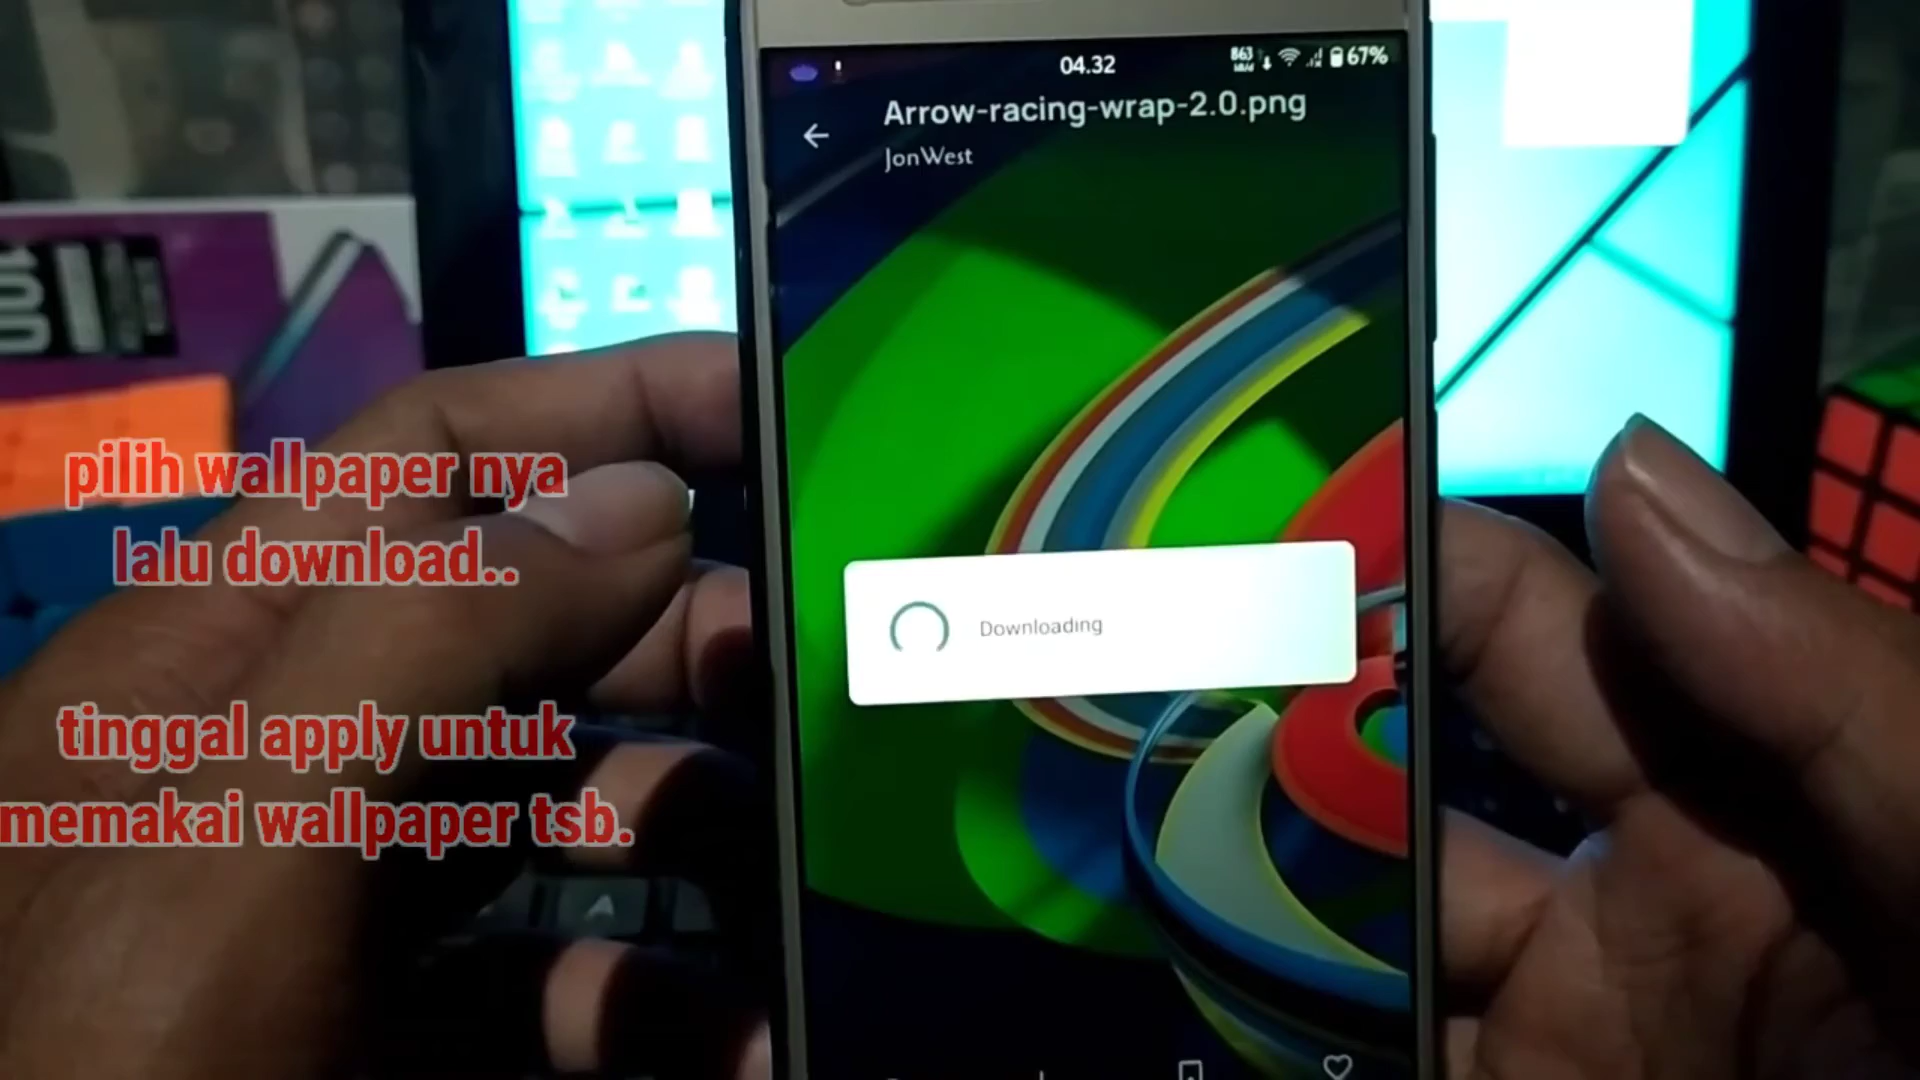 04.32
863
67%
Arrow-racing-wrap-2.0.png
JonWest
pilih wallpaper nya
lalu download..
Downloading
tinggal apply untuk
memakai wallpaper tsb.
A